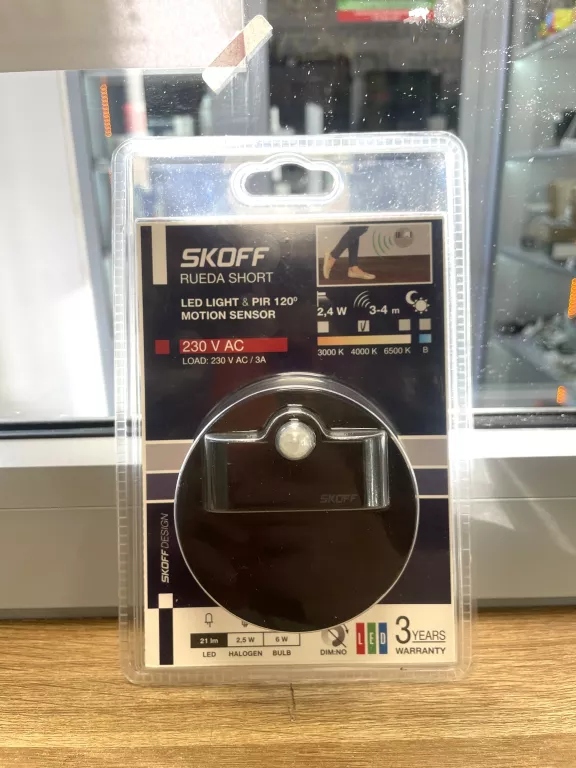 SKOFF
RUEDA SHORT
LED LIGHT & PIR 120°
MOTION SENSOR
230 V AC
LOAD: 230 V AC / 3A
2,4 W
3-4 m
3000 K 4000 K 6500 K B
SKOFF
SKOFF DESIGN
21 lm 2,5 W 6 W
LED HALOGEN BULB
DIM:NO
LED
3 YEARS
WARRANTY